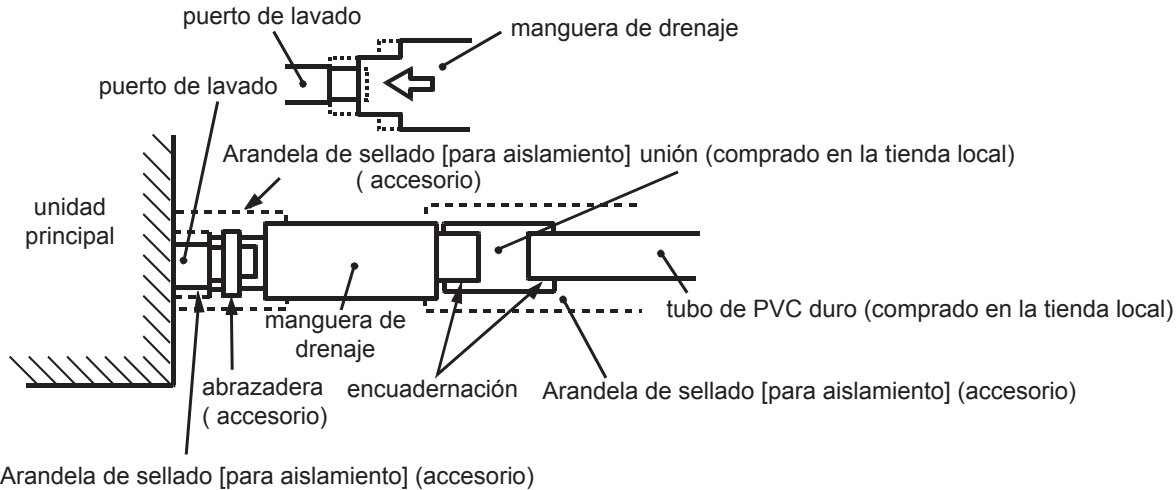 puerto de lavado
manguera de drenaje
puerto de lavado
Arandela de sellado [para aislamiento] unión (comprado en la tienda local)
( accesorio)
unidad
principal
tubo de PVC duro (comprado en la tienda local)
manguera de
drenaje
abrazadera
( accesorio)
encuadernación
Arandela de sellado [para aislamiento] (accesorio)
Arandela de sellado [para aislamiento] (accesorio)